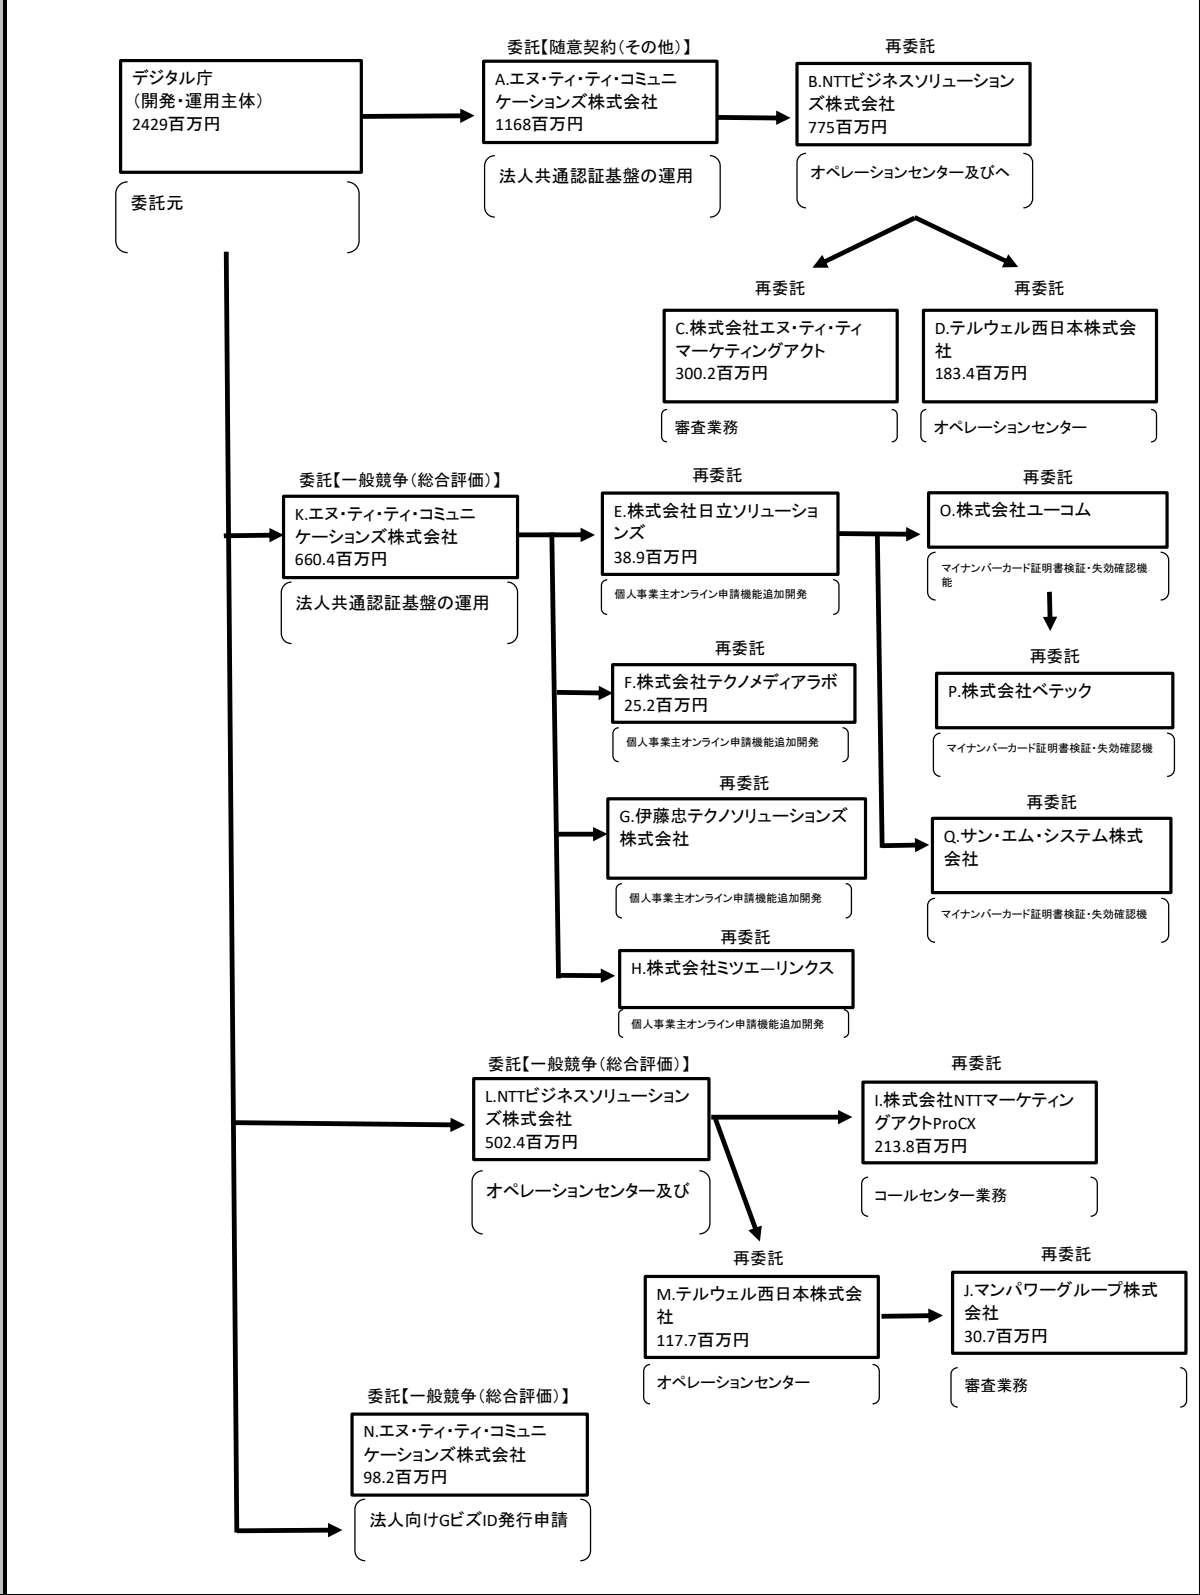 委託【随意契約（その他）】
再委託
デジタル庁
（開発・運用主体）
2429百万円
A.エヌ・ティ・ティ・コミュニ
ケーションズ株式会社
1168百万円
B.NTTビジネスソリューション
ズ株式会社
775百万円
委託元
法人共通認証基盤の運用
オペレーションセンター及びヘ
再委託
再委託
C.株式会社エヌ・ティ・ティ
マーケティングアクト
300.2百万円
D.テルウェル西日本株式会
社
183.4百万円
審査業務
オペレーションセンター
委託【一般競争（総合評価）】
再委託
再委託
K.エヌ・ティ・ティ・コミュニ
ケーションズ株式会社
660.4百万円
E.株式会社日立ソリューショ
ンズ
38.9百万円
O.株式会社ユーコム
法人共通認証基盤の運用
個人事業主オンライン申請機能追加開発
マイナンバーカード証明書検証・失効確認機
能
再委託
再委託
F.株式会社テクノメディアラボ
25.2百万円
P.株式会社ベテック
個人事業主オンライン申請機能追加開発
マイナンバーカード証明書検証・失効確認機
再委託
再委託
G.伊藤忠テクノソリューションズ
株式会社
Q.サン・エム・システム株式
会社
個人事業主オンライン申請機能追加開発
マイナンバーカード証明書検証・失効確認機
再委託
H.株式会社ミツエーリンクス
個人事業主オンライン申請機能追加開発
委託【一般競争（総合評価）】
再委託
L.NTTビジネスソリューション
ズ株式会社
502.4百万円
I.株式会社NTTマーケティン
グアクトProCX
213.8百万円
オペレーションセンター及び
コールセンター業務
再委託
再委託
M.テルウェル西日本株式会
社
117.7百万円
J.マンパワーグループ株式
会社
30.7百万円
オペレーションセンター
審査業務
委託【一般競争（総合評価）】
N.エヌ・ティ・ティ・コミュニ
ケーションズ株式会社
98.2百万円
法人向けGビズID発行申請